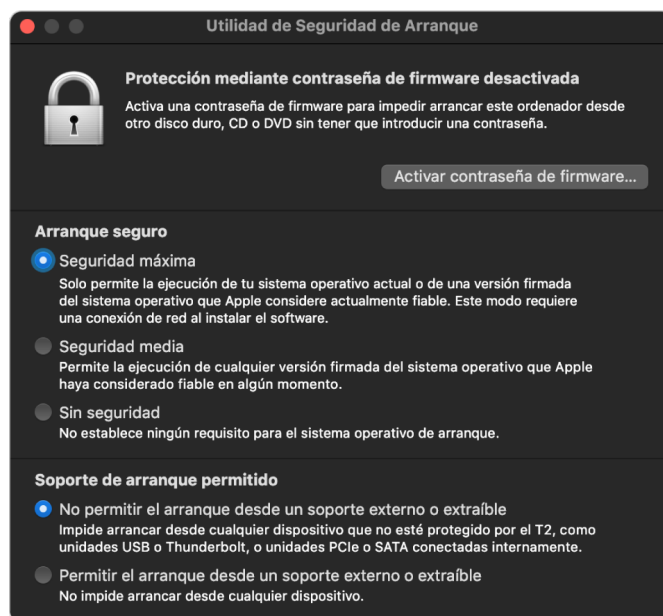 Utilidad de Seguridad de Arranque
Protección mediante contraseña de firmware desactivada
Activa una contraseña de firmware para impedir arrancar este ordenador desde
otro disco duro, CD o DVD sin tener que introducir una contraseña.
Activar contraseña de firmware...
Arranque seguro
Seguridad máxima
Solo permite la ejecución de tu sistema operativo actual o de una versión firmada
del sistema operativo que Apple considere actualmente fiable. Este modo requiere
una conexión de red al instalar el software.
Seguridad media
Permite la ejecución de cualquier versión firmada del sistema operativo que Apple
haya considerado fiable en algún momento.
Sin seguridad
No establece ningún requisito para el sistema operativo de arranque.
Soporte de arranque permitido
No permitir el arranque desde un soporte externo o extraíble
Impide arrancar desde cualquier dispositivo que no esté protegido por el T2, como
unidades USB o Thunderbolt, o unidades PCIe o SATA conectadas internamente.
Permitir el arranque desde un soporte externo o extraíble
No impide arrancar desde cualquier dispositivo.